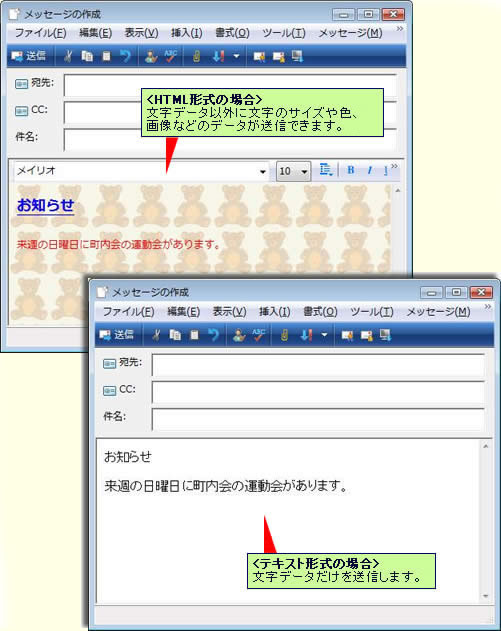 メッセージの作成
ファイル(F) 編集(E) 表示(V) 挿入(I) 書式(O) ツール(T) メッセージ(M) »
送信 ABC
宛先:
CC:
件名:
<HTML形式の場合>
文字データ以外に文字のサイズや色、
画像などのデータが送信できます。
メイリオ 10 B I »
お知らせ
来週の日曜日に町内会の運動会があります。
メッセージの作成
ファイル(F) 編集(E) 表示(V) 挿入(I) 書式(O) ツール(T) メッセージ(M) »
送信 ABC
宛先:
CC:
件名:
お知らせ
来週の日曜日に町内会の運動会があります。
<テキスト形式の場合>
文字データだけを送信します。